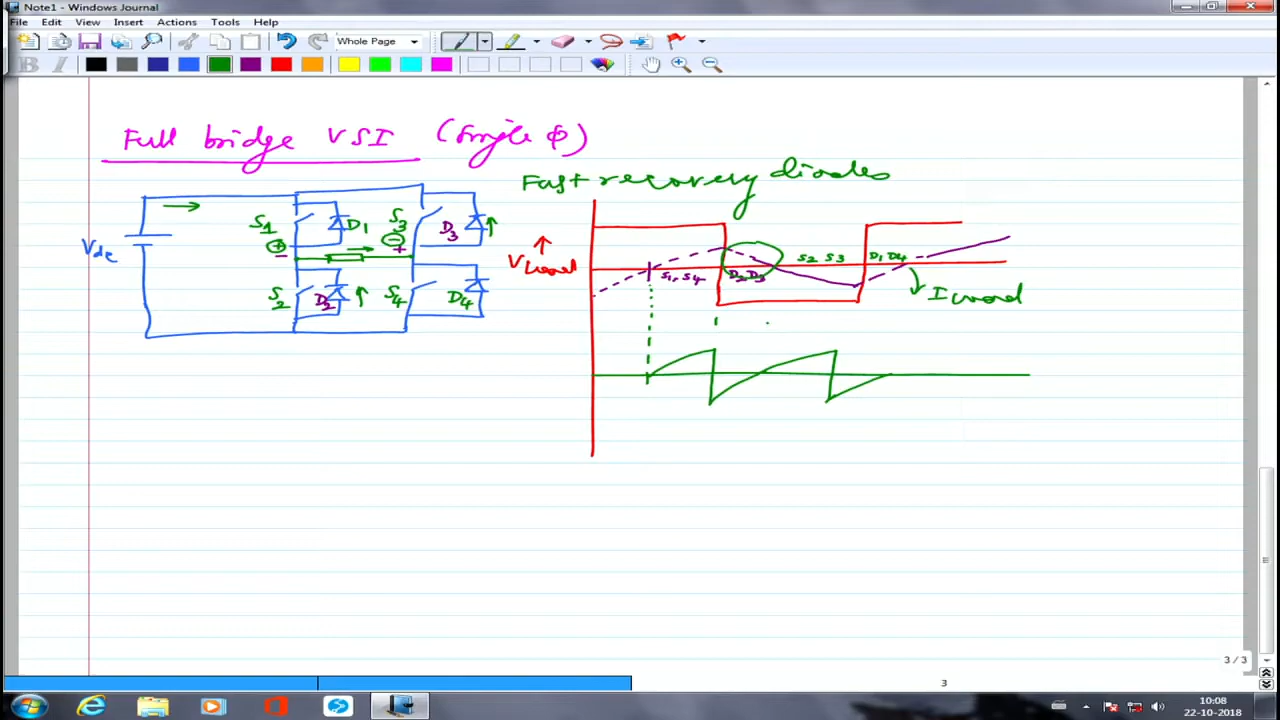 Note1 - Windows Journal
File Edit View Insert Actions Tools Help
Whole Page
B I
Full bridge VSI (Single Φ)
Fast recovery diodes
S1 D1 S3 D3
+ - − +
Vdc
S2 D2 S4 D4
Vload
S1, S4 D2 D3 S2 S3 D1 D4
Iload
3 / 3
3
10:08
22-10-2018